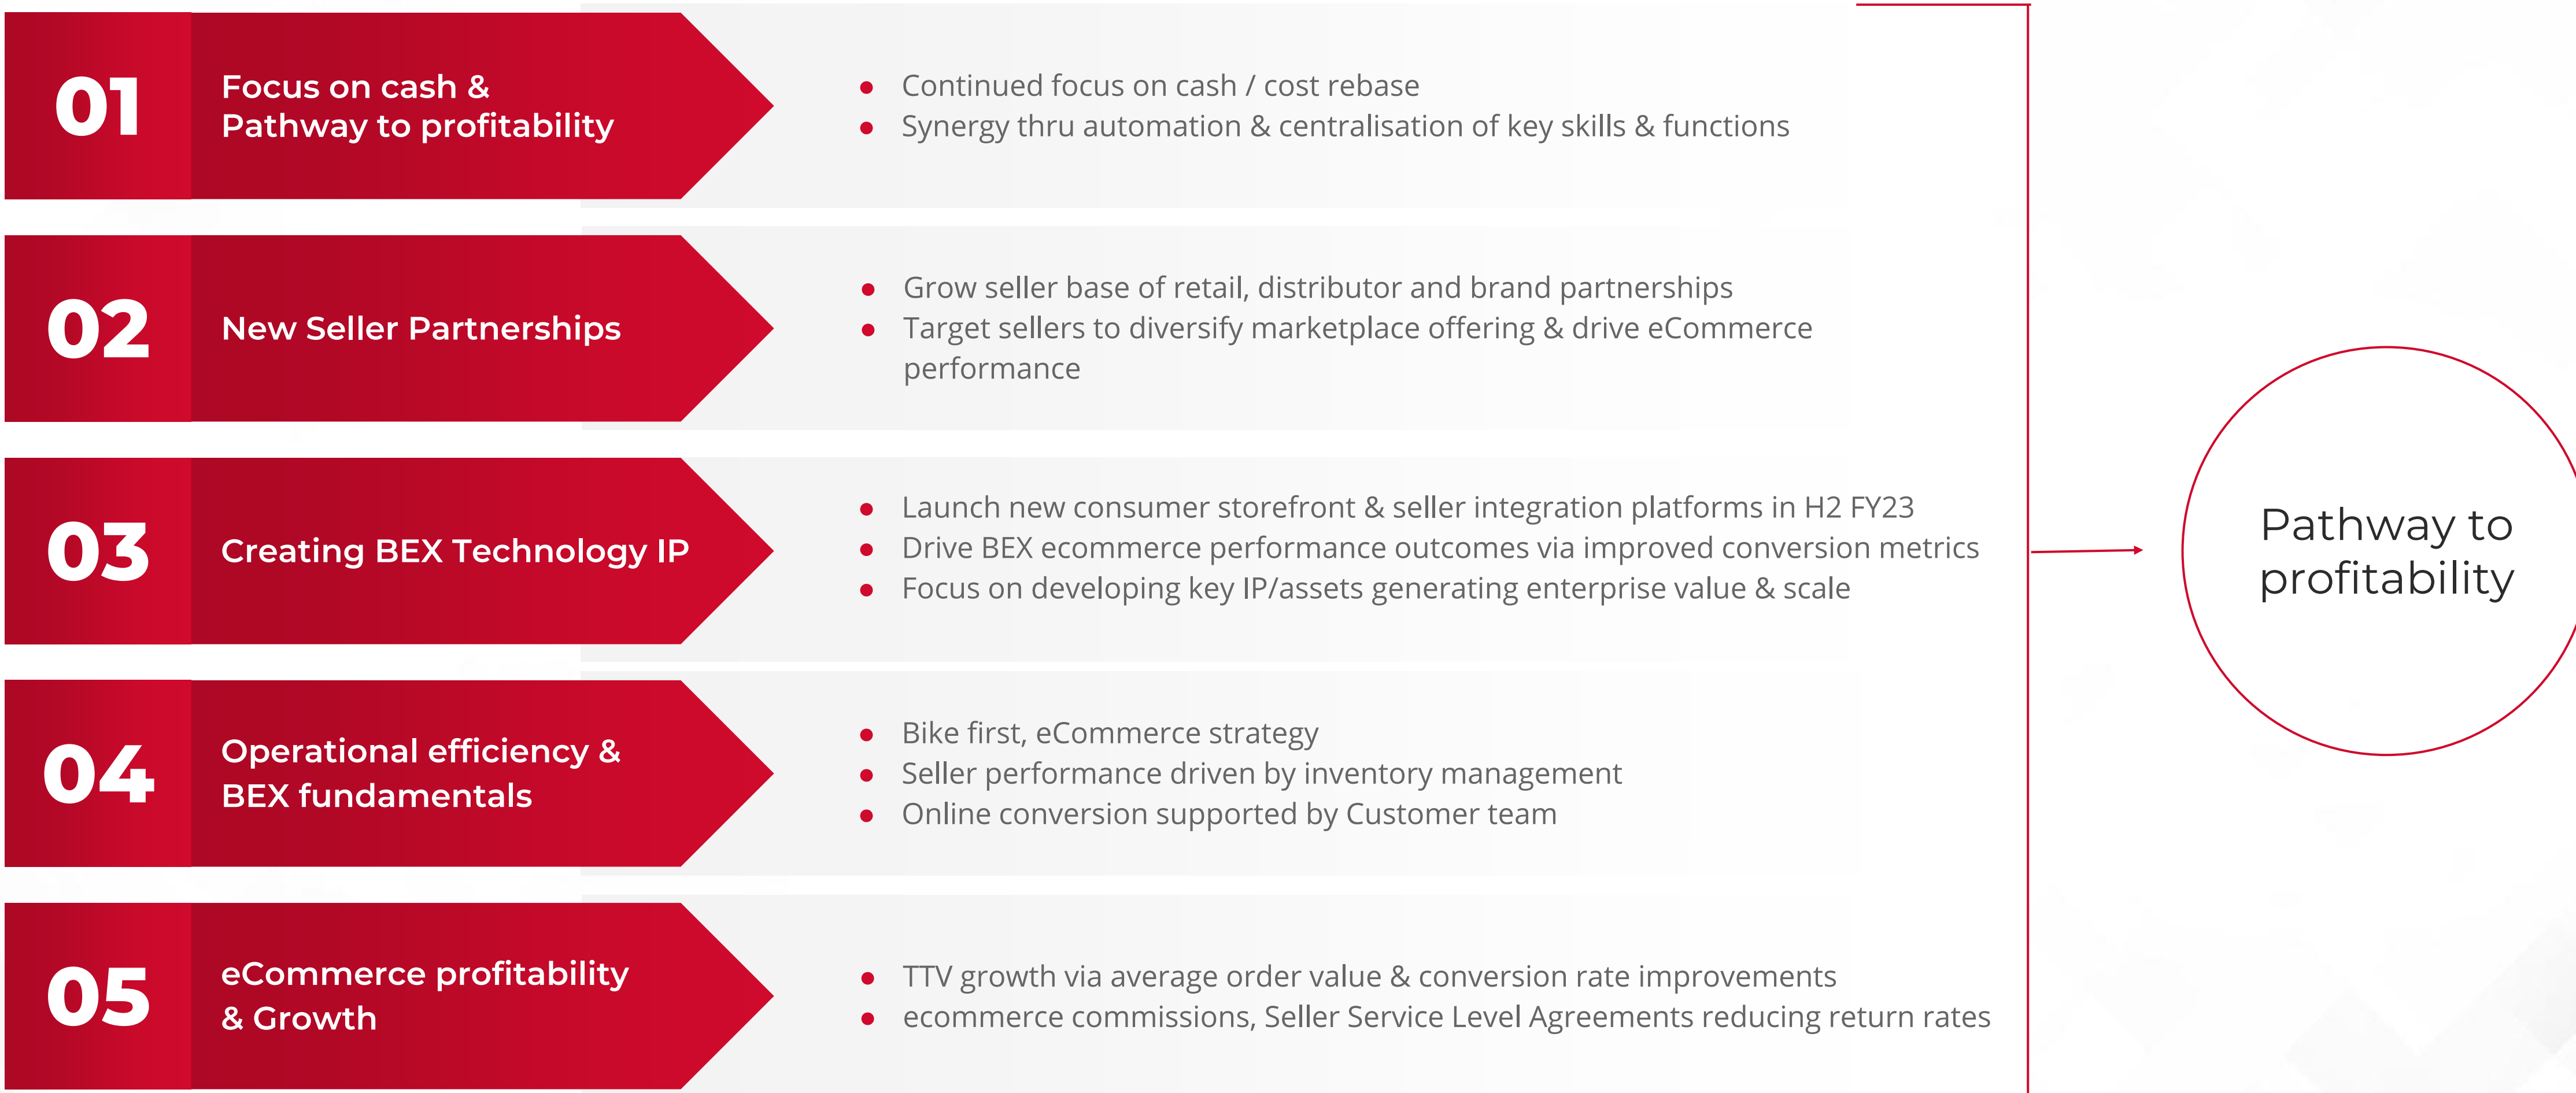 01
Focus on cash &
Pathway to profitability
● Continued focus on cash / cost rebase
● Synergy thru automation & centralisation of key skills & functions
02
New Seller Partnerships
● Grow seller base of retail, distributor and brand partnerships
● Target sellers to diversify marketplace offering & drive eCommerce
performance
03
Creating BEX Technology IP
● Launch new consumer storefront & seller integration platforms in H2 FY23
● Drive BEX ecommerce performance outcomes via improved conversion metrics
● Focus on developing key IP/assets generating enterprise value & scale
04
Operational efficiency &
BEX fundamentals
● Bike first, eCommerce strategy
● Seller performance driven by inventory management
● Online conversion supported by Customer team
05
eCommerce profitability
& Growth
● TTV growth via average order value & conversion rate improvements
● ecommerce commissions, Seller Service Level Agreements reducing return rates
Pathway to
profitability